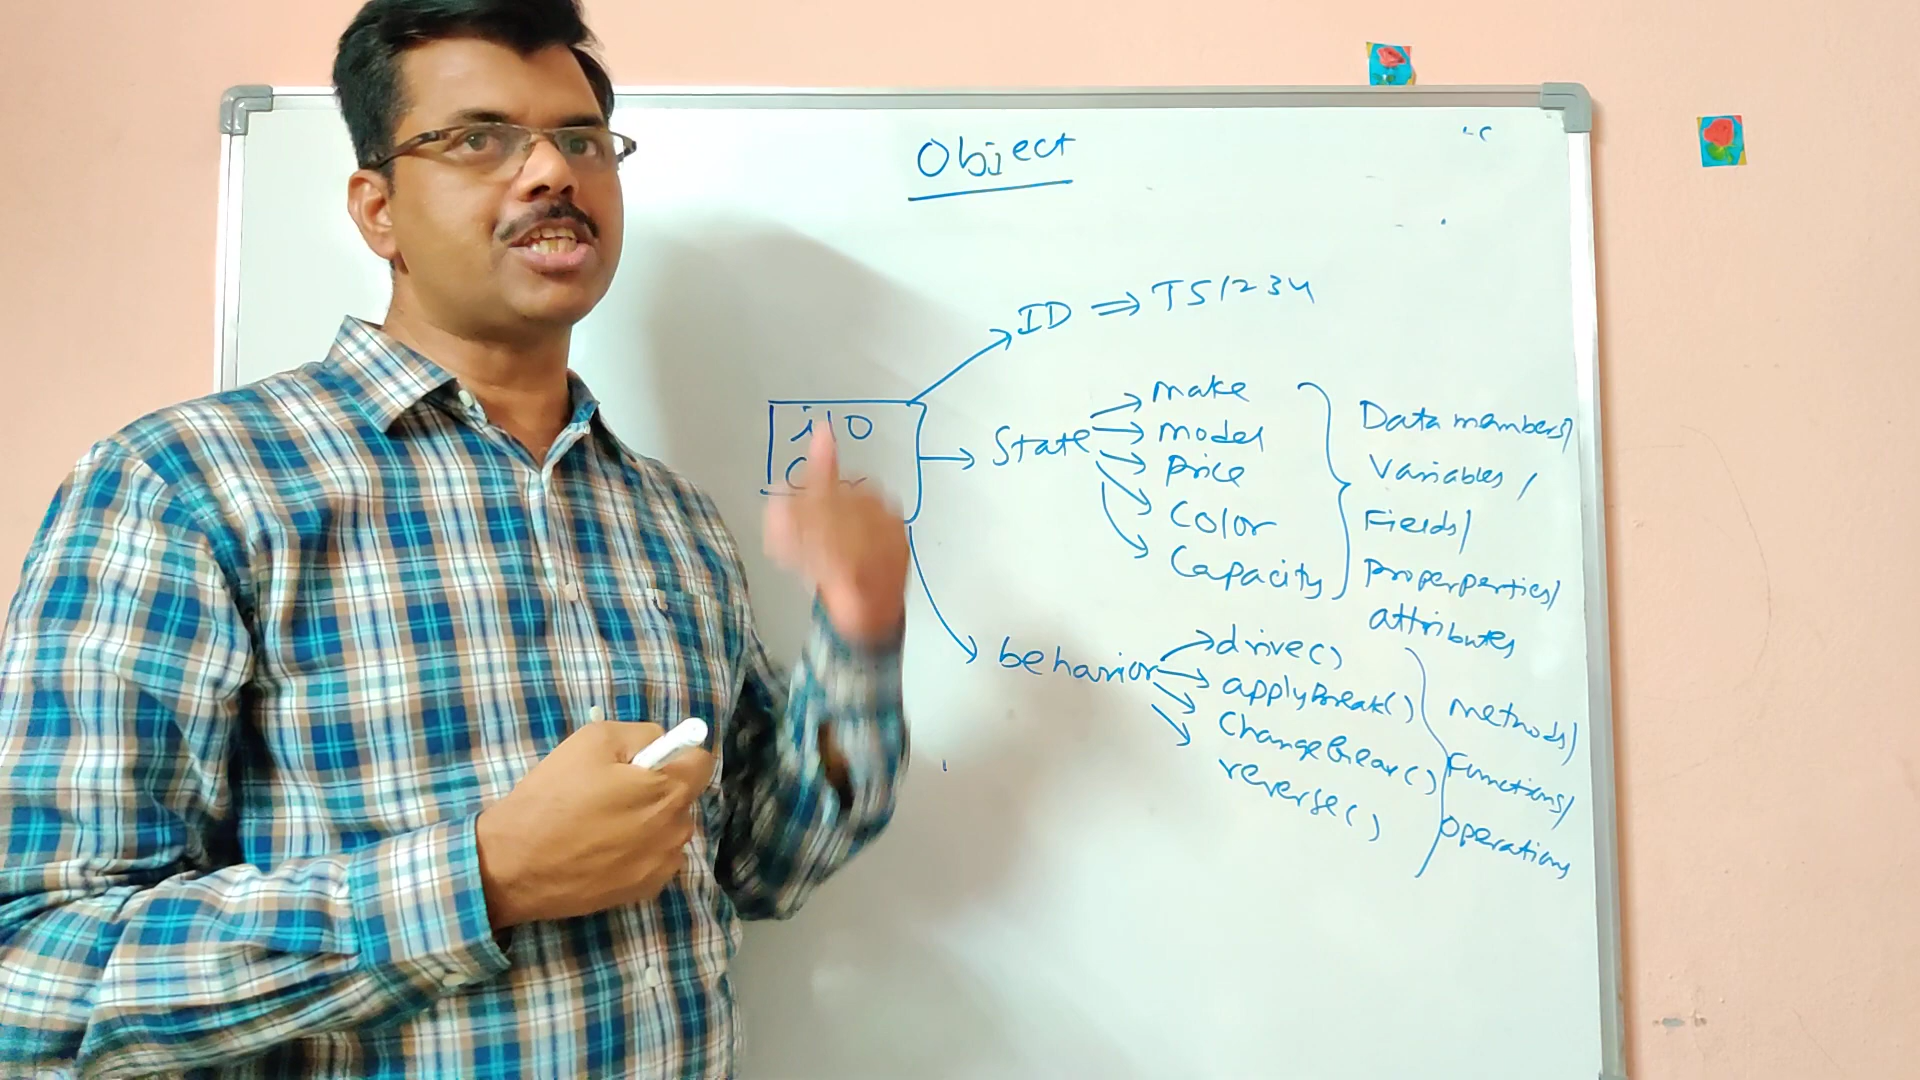 Object
ID ⇒ TS1234
i10
State
make
model
Price
Color
Capacity
Data members/
Variables /
Fields/
Properperties/
attributes
behavior
drive()
applyBreak()
ChangeGear()
reverse()
methods/
Functions/
operations